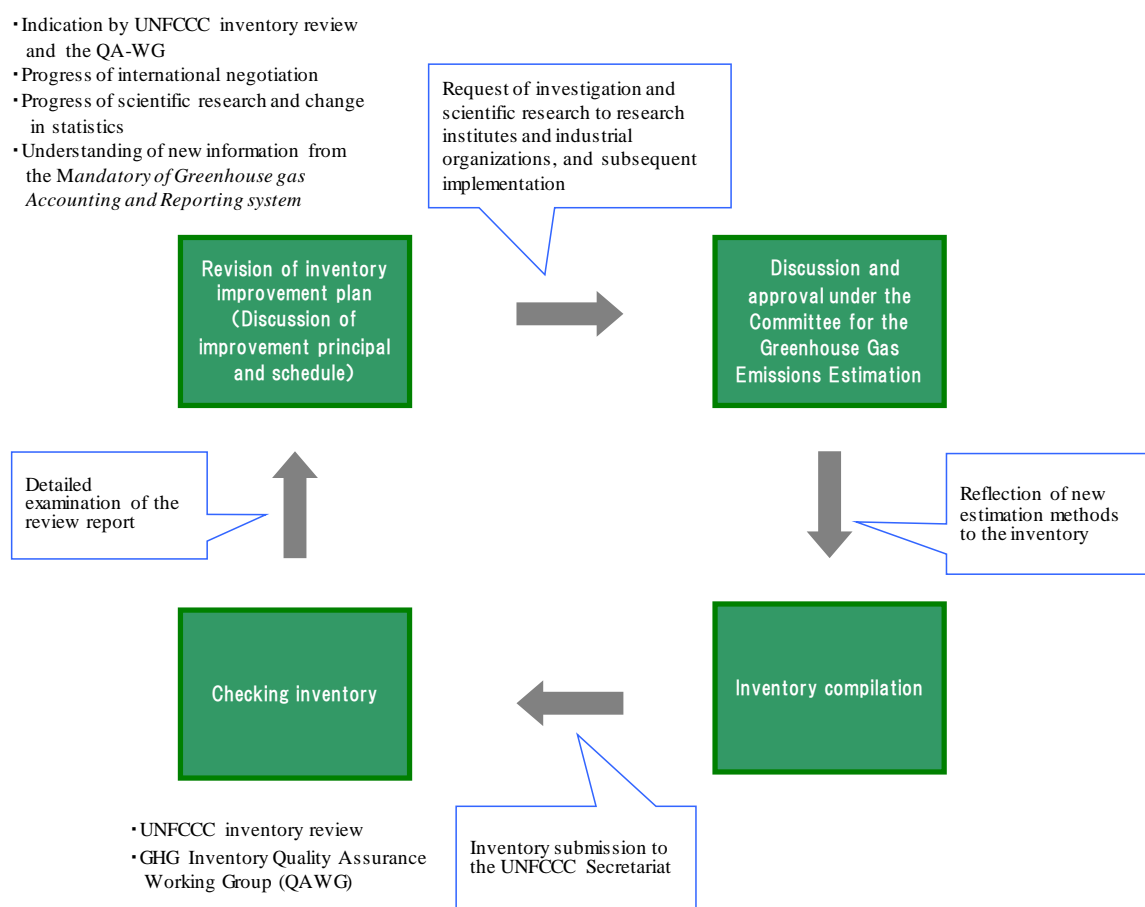 ・Indication by UNFCCC inventory review
and the QA-WG
・Progress of international negotiation
・Progress of scientific research and change
in statistics
・Understanding of new information from
the Mandatory of Greenhouse gas
Accounting and Reporting system
Request of investigation and
scientific research to research
institutes and industrial
organizations, and subsequent
implementation
Revision of inventory
improvement plan
(Discussion of
improvement principal
and schedule)
Discussion and
approval under the
Committee for the
Greenhouse Gas
Emissions Estimation
Detailed
examination of the
review report
Reflection of new
estimation methods
to the inventory
Checking inventory
Inventory compilation
・UNFCCC inventory review
・GHG Inventory Quality Assurance
Working Group (QAWG)
Inventory submission to
the UNFCCC Secretariat